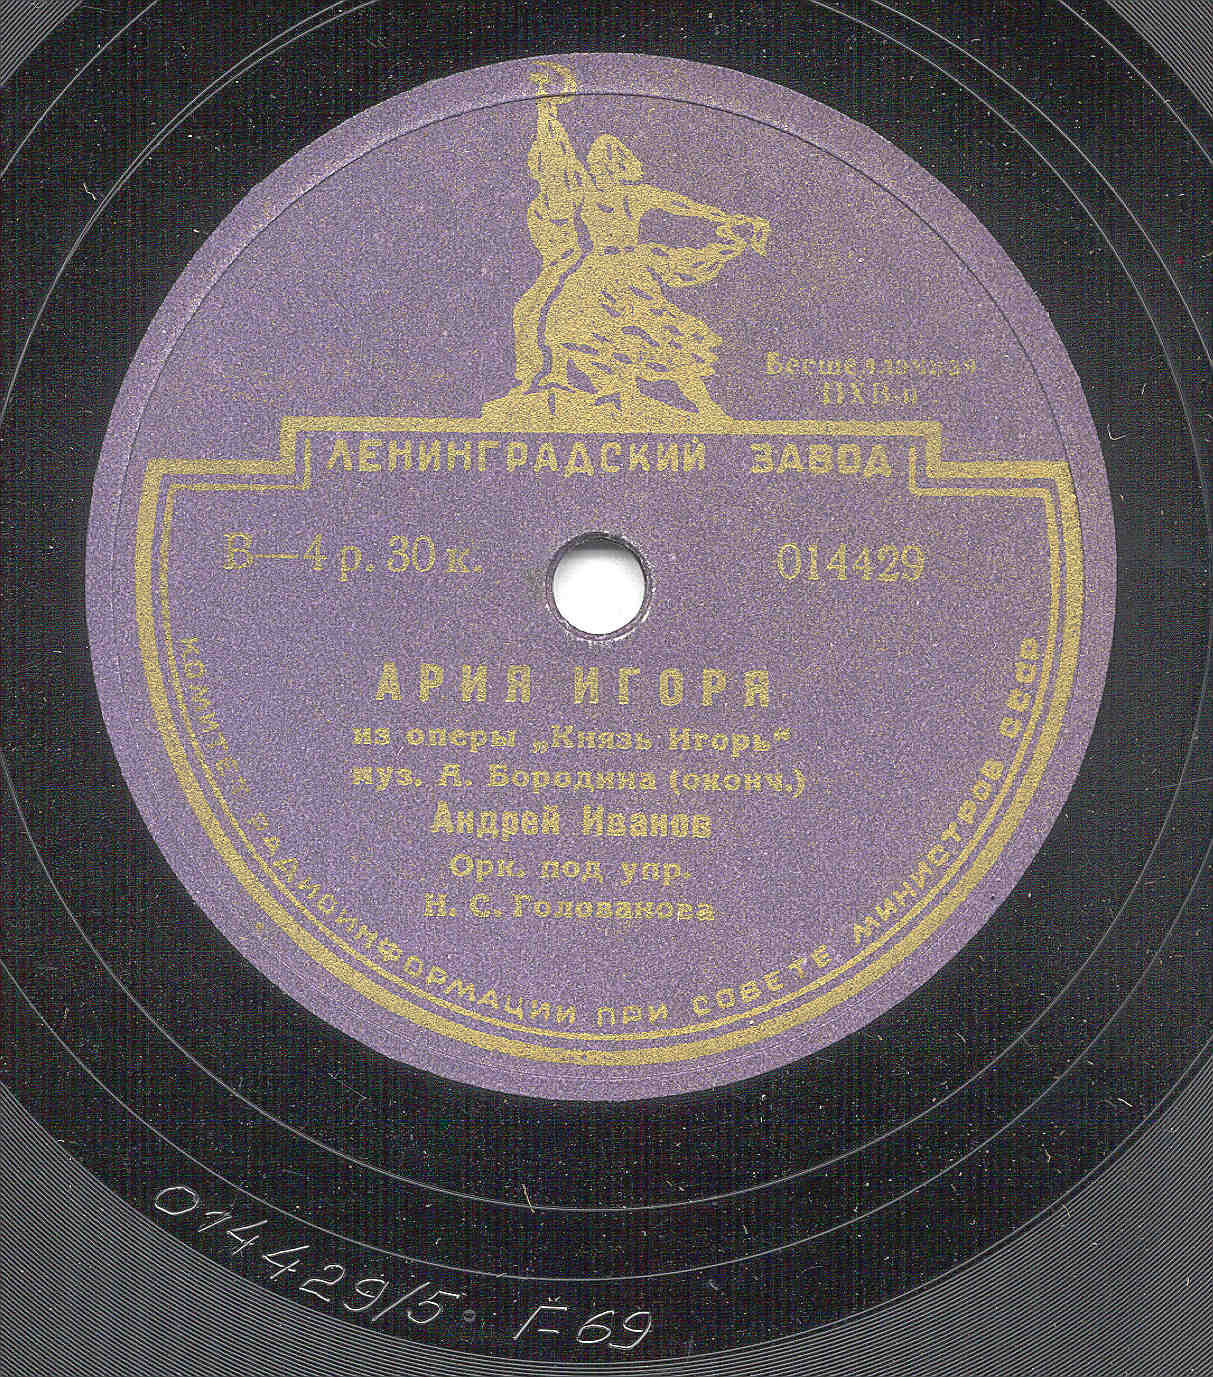 Бесшеллачная
ПХВ-п
ЛЕНИНГРАДСКИЙ ЗАВОД
В—4 р. 30 к.
014429
АРИЯ ИГОРЯ
из оперы „Князь Игорь“
муз. А. Бородина (оконч.)
Андрей Иванов
Орк. под упр.
Н. С. Голованова
КОМИТЕТ РАДИОИНФОРМАЦИИ ПРИ СОВЕТЕ МИНИСТРОВ СССР
014429/5 Г-69